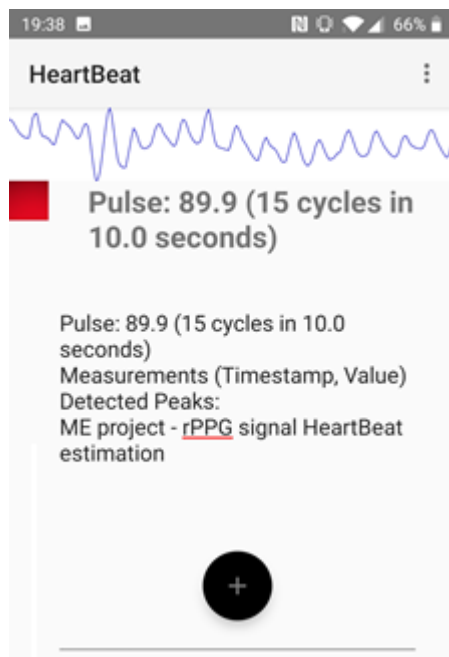 19:38
66%
HeartBeat
Pulse: 89.9 (15 cycles in
10.0 seconds)
Pulse: 89.9 (15 cycles in 10.0
seconds)
Measurements (Timestamp, Value)
Detected Peaks:
ME project - rPPG signal HeartBeat
estimation
+